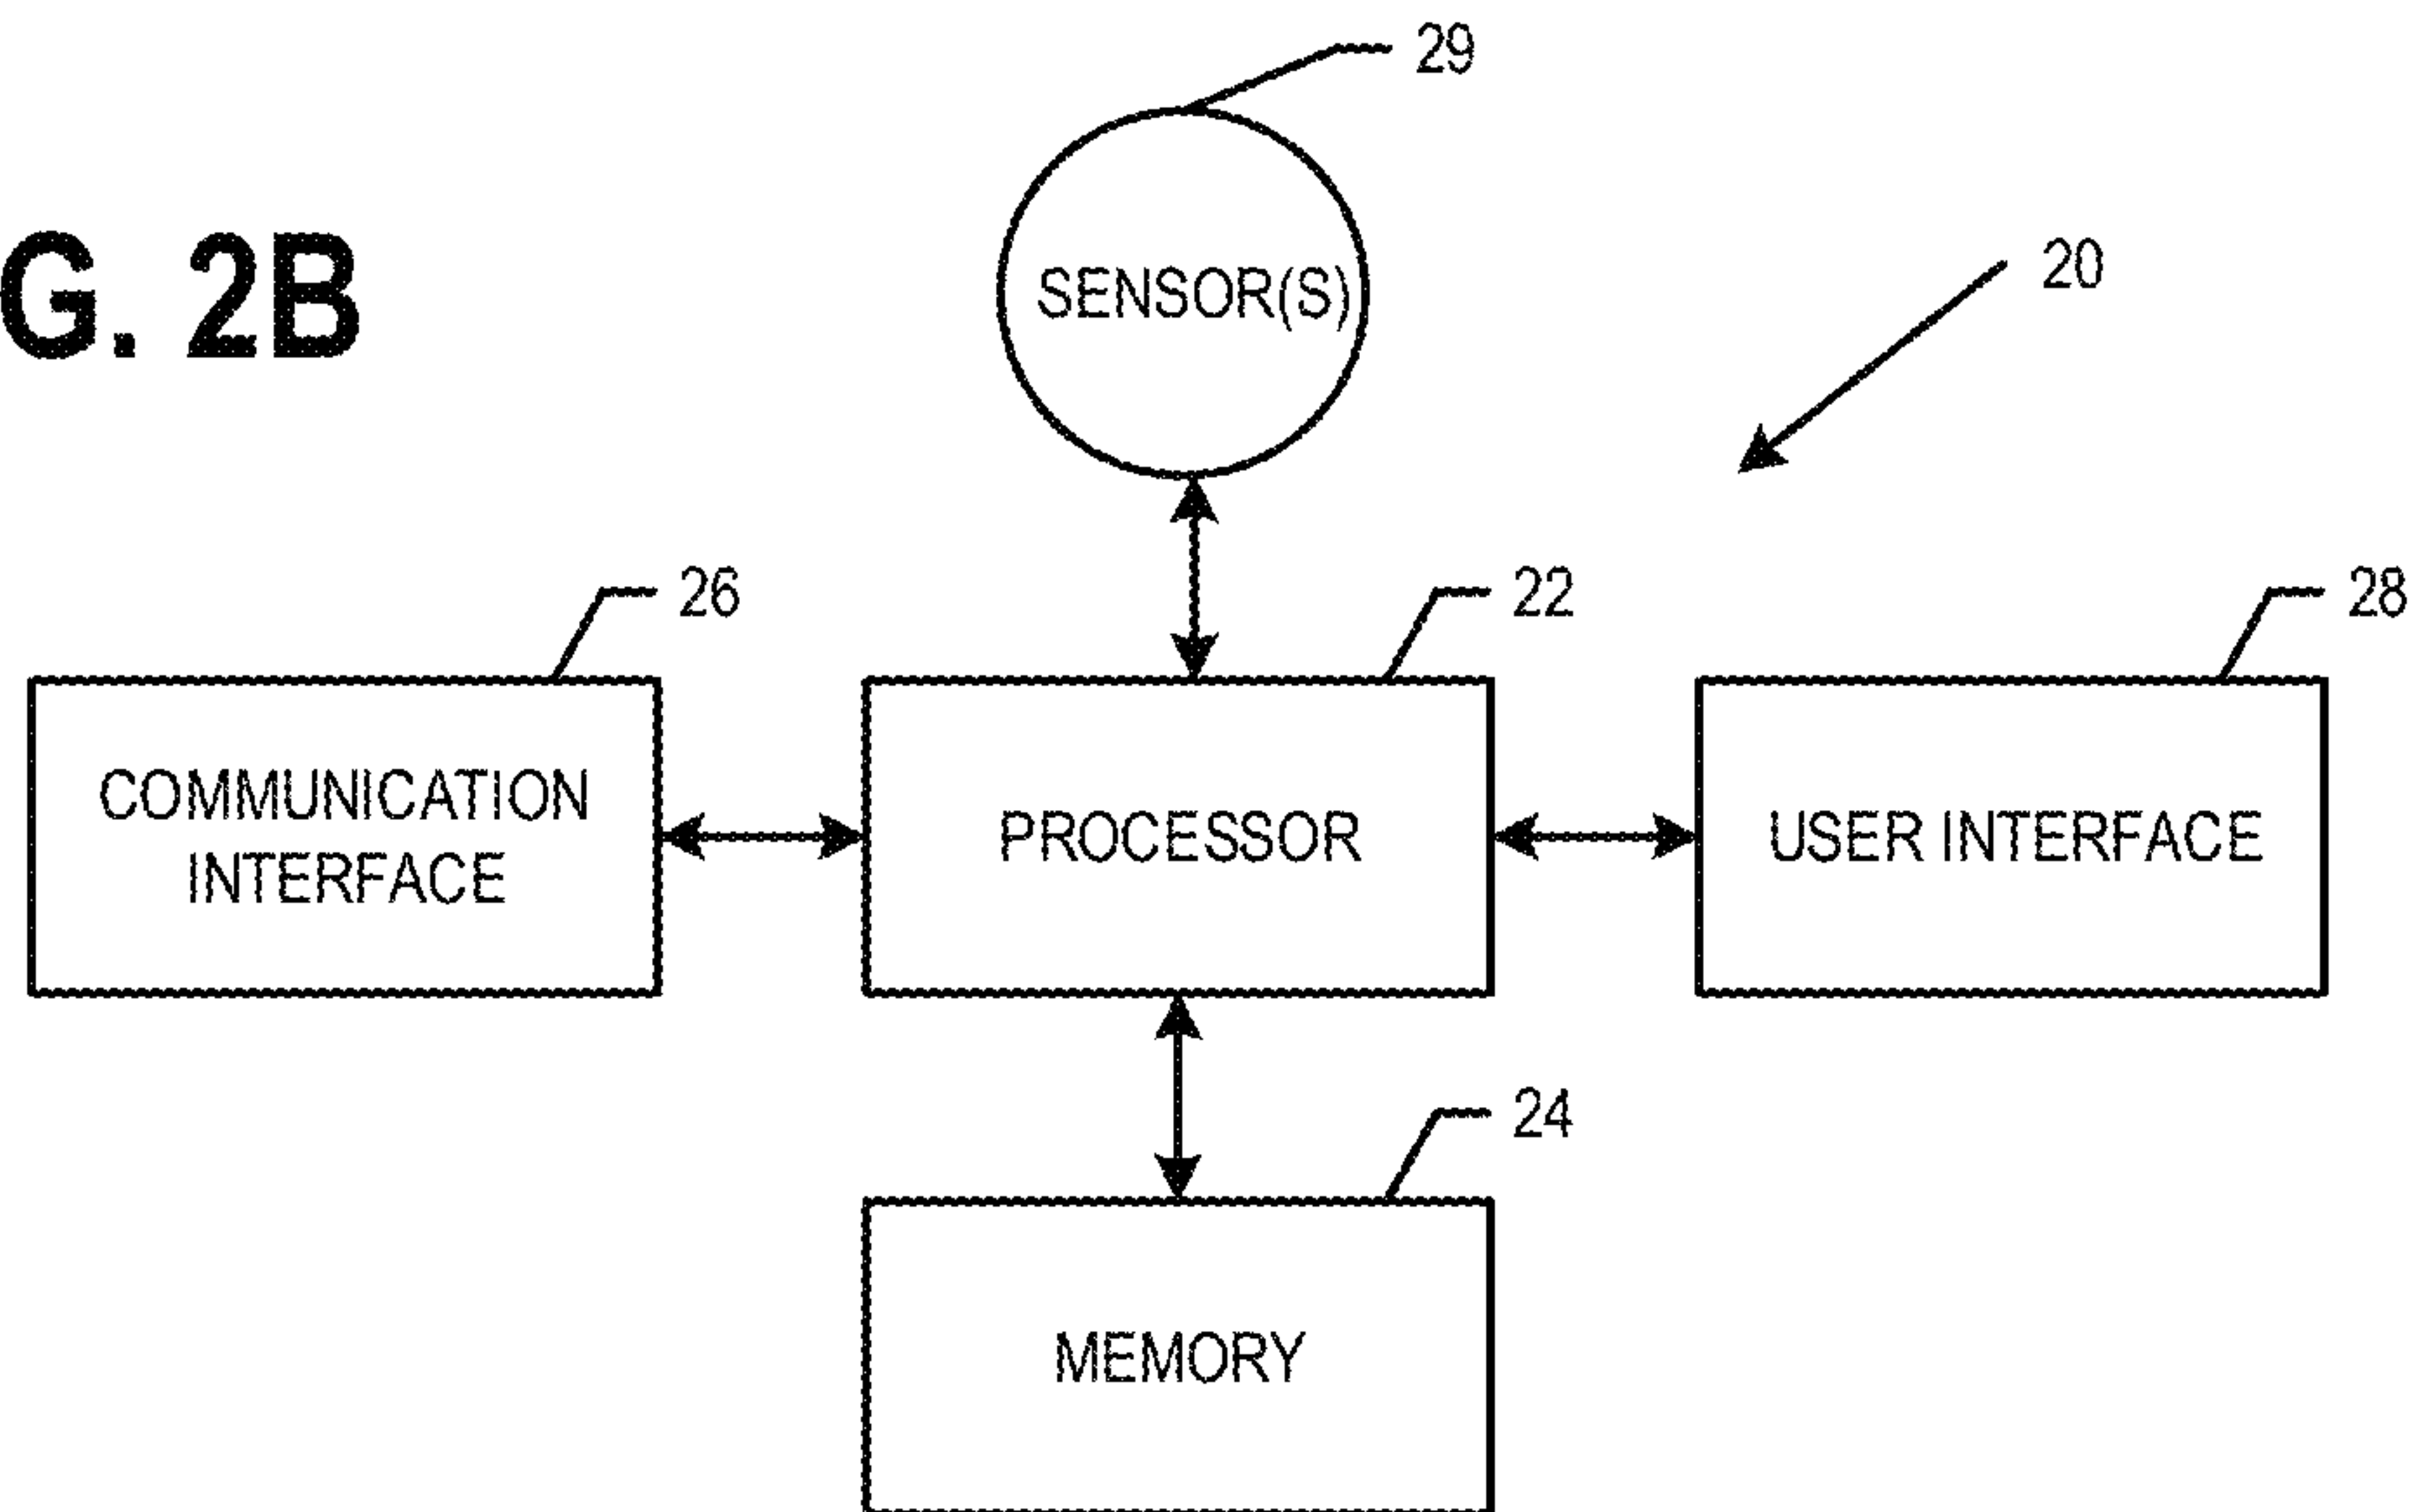 29
G. 2B
SENSOR(S)
20
26
22
28
COMMUNICATION
INTERFACE
PROCESSOR
USER INTERFACE
24
MEMORY